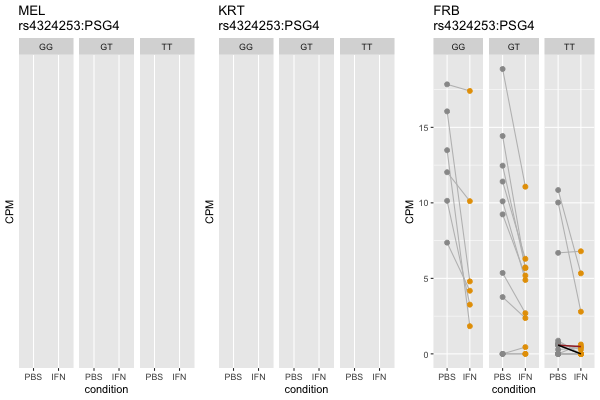 MEL
rs4324253:PSG4
GG GT TT
CPM
PBS IFN PBS IFN PBS IFN
condition
KRT
rs4324253:PSG4
GG GT TT
CPM
PBS IFN PBS IFN PBS IFN
condition
FRB
rs4324253:PSG4
GG GT TT
15
10
5
0
CPM
PBS IFN PBS IFN PBS IFN
condition